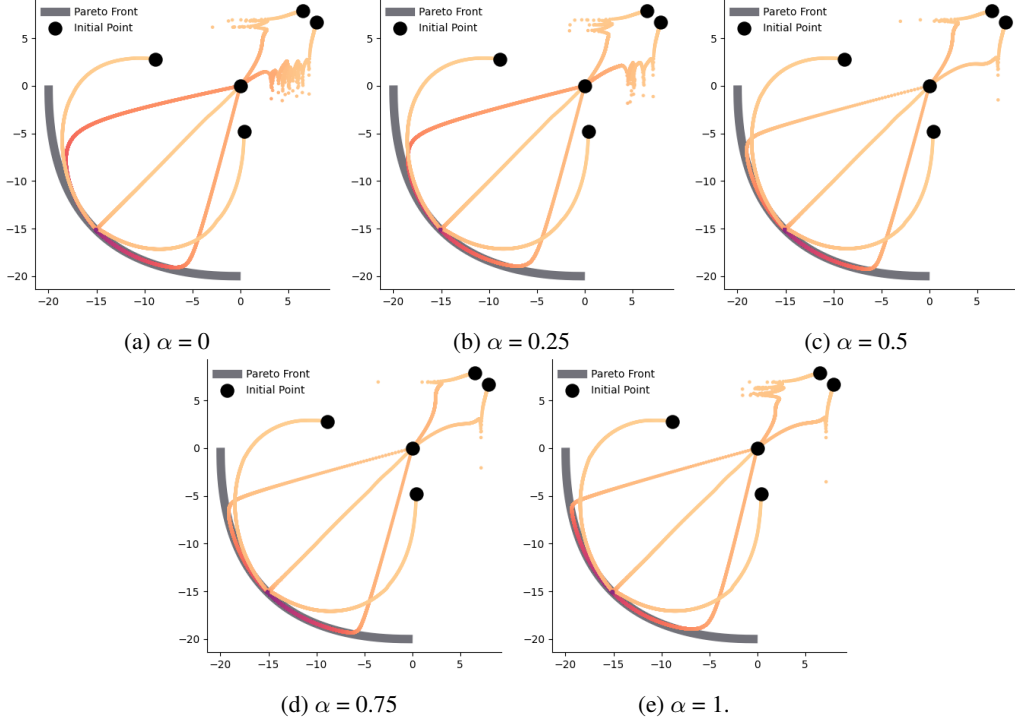 Pareto Front
Initial Point
5
0
−5
−10
−15
−20
−20 −15 −10 −5 0 5
(a) α = 0
Pareto Front
Initial Point
5
0
−5
−10
−15
−20
−20 −15 −10 −5 0 5
(b) α = 0.25
Pareto Front
Initial Point
5
0
−5
−10
−15
−20
−20 −15 −10 −5 0 5
(c) α = 0.5
Pareto Front
Initial Point
5
0
−5
−10
−15
−20
−20 −15 −10 −5 0 5
(d) α = 0.75
Pareto Front
Initial Point
5
0
−5
−10
−15
−20
−20 −15 −10 −5 0 5
(e) α = 1.